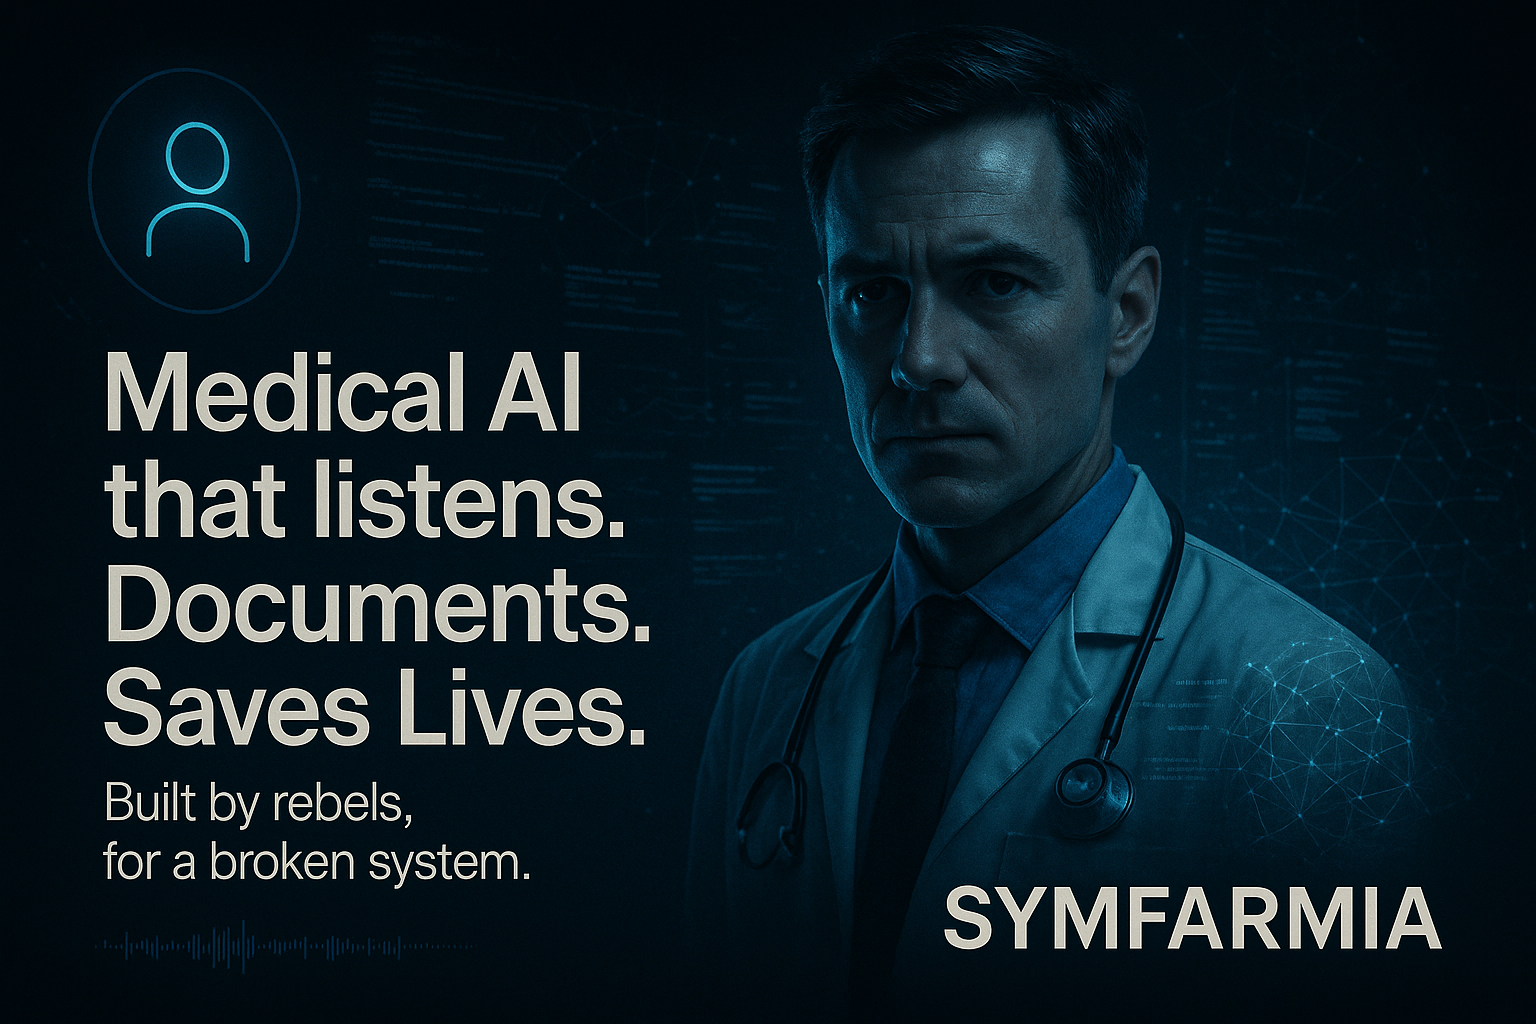 Medical AI
that listens.
Documents.
Saves Lives.
Built by rebels,
for a broken system.
SYMFARMIA